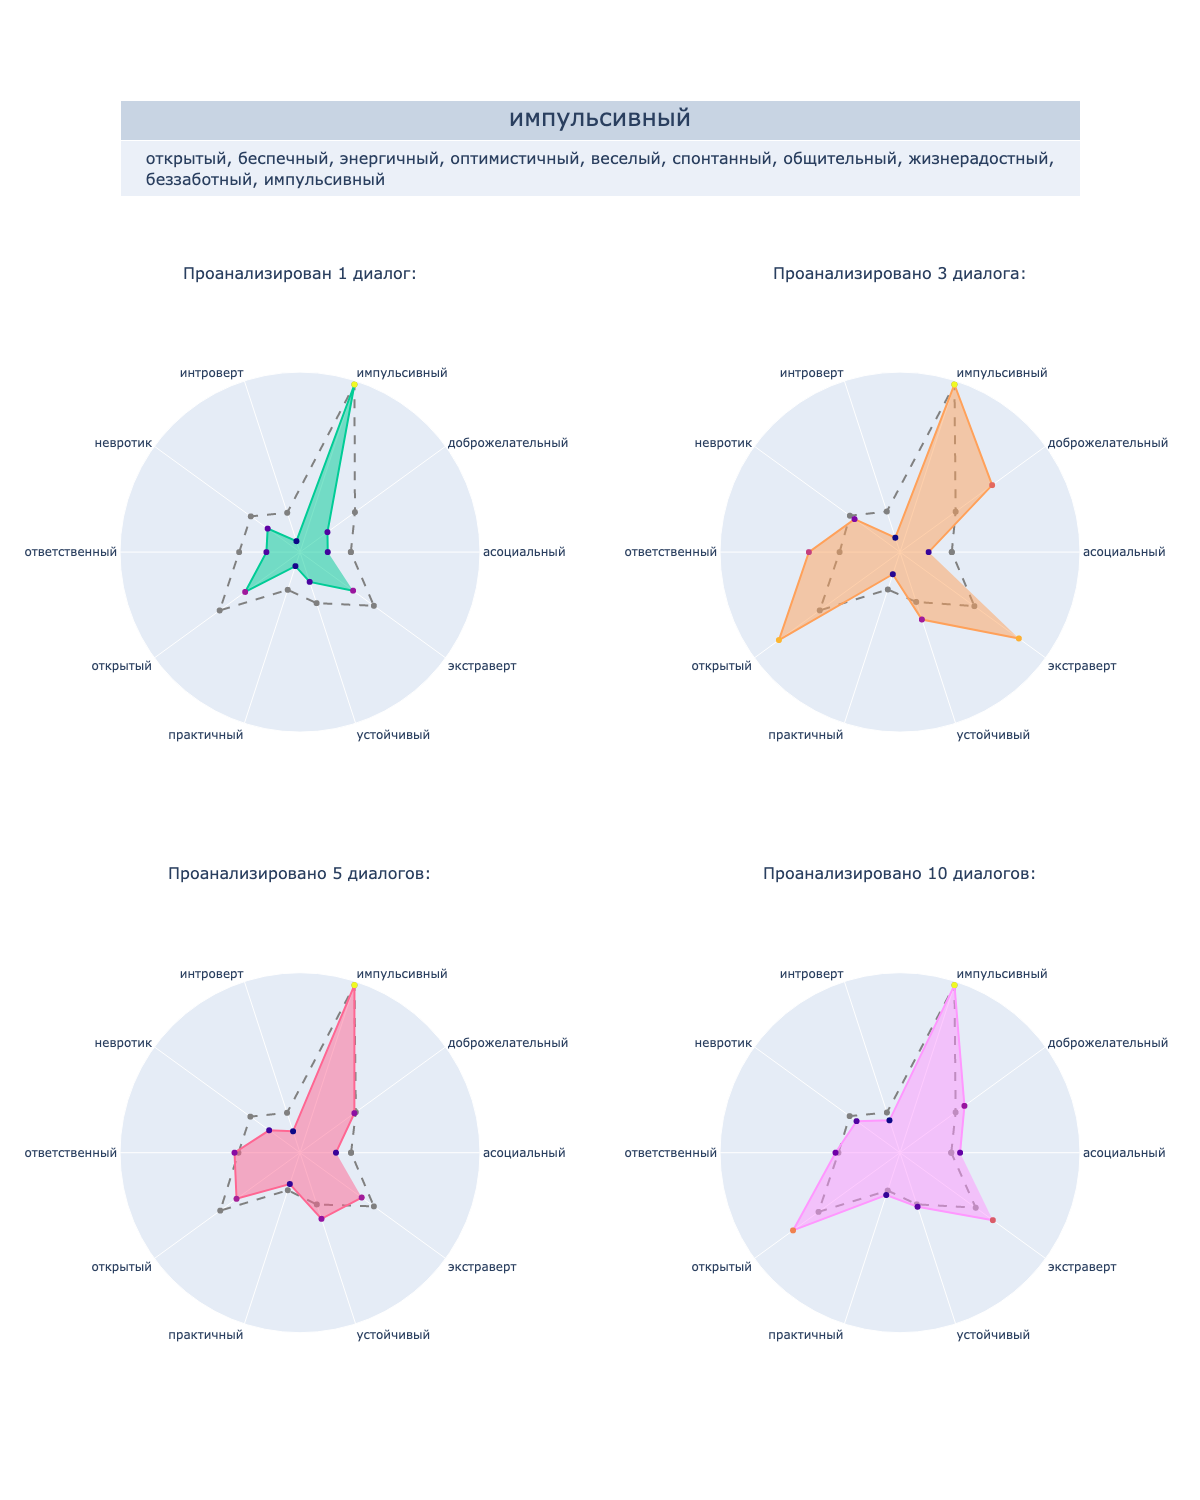 импульсивный
открытый, беспечный, энергичный, оптимистичный, веселый, спонтанный, общительный, жизнерадостный,
беззаботный, импульсивный
Проанализирован 1 диалог:
интроверт
импульсивный
невротик
доброжелательный
ответственный
асоциальный
открытый
экстраверт
практичный
устойчивый
Проанализировано 3 диалога:
интроверт
импульсивный
невротик
доброжелательный
ответственный
асоциальный
открытый
экстраверт
практичный
устойчивый
Проанализировано 5 диалогов:
интроверт
импульсивный
невротик
доброжелательный
ответственный
асоциальный
открытый
экстраверт
практичный
устойчивый
Проанализировано 10 диалогов:
интроверт
импульсивный
невротик
доброжелательный
ответственный
асоциальный
открытый
экстраверт
практичный
устойчивый